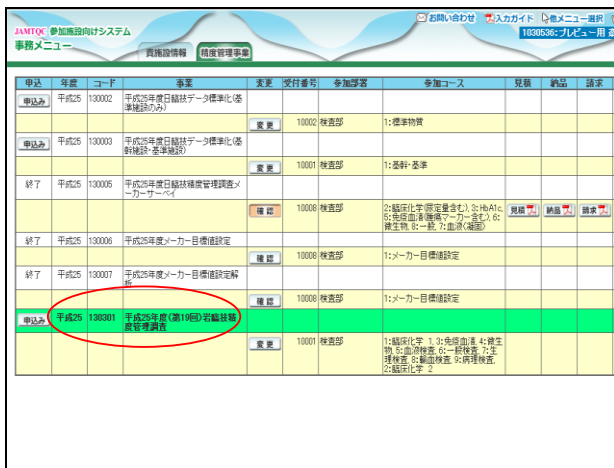 お問い合わせ 入力ガイド 他メニュー選択
JAMTQC 参加施設向けシステム
1030536:プレビュー用
事務メニュー
貴施設情報 精度管理事業
申込 年度 コード 事業 変更 受付番号 参加部署 参加コース 見積 納品 請求
申込み 平成25 130002 平成25年度日臨技データ標準化(基
準施設のみ)
変更 10002 検査部 1:標準物質
申込み 平成25 130003 平成25年度日臨技データ標準化(基
幹施設・基準施設)
変更 10001 検査部 1:基幹・基準
終了 平成25 130005 平成25年度日臨技精度管理調査メ
ーカーサーベイ
確認 10008 検査部 2:臨床化学(尿定量含む), 3:HbA1c,
5:免疫血清(腫瘍マーカー含む), 6:
微生物, 8:一般, 7:血液(凝固)
見積 納品 請求
終了 平成25 130006 平成25年度メーカー目標値設定
確認 10008 検査部 1:メーカー目標値設定
終了 平成25 130007 平成25年度メーカー目標値設定解
析
確認 10008 検査部 1:メーカー目標値設定
申込み 平成25 130301 平成25年度(第19回)岩臨技精
度管理調査
変更 10001 検査部 1:臨床化学 1, 3:免疫血清, 4:微生
物, 5:血液検査, 6:一般検査, 7:生
理検査, 8:輸血検査, 9:病理検査,
2:臨床化学 2